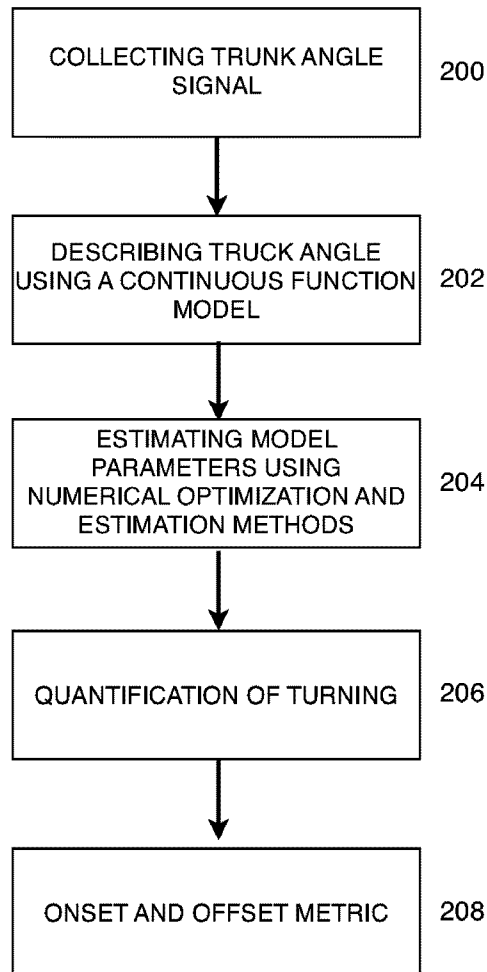 COLLECTING TRUNK ANGLE
SIGNAL
200
DESCRIBING TRUCK ANGLE
USING A CONTINUOUS FUNCTION
MODEL
202
ESTIMATING MODEL
PARAMETERS USING
NUMERICAL OPTIMIZATION AND
ESTIMATION METHODS
204
QUANTIFICATION OF TURNING
206
ONSET AND OFFSET METRIC
208